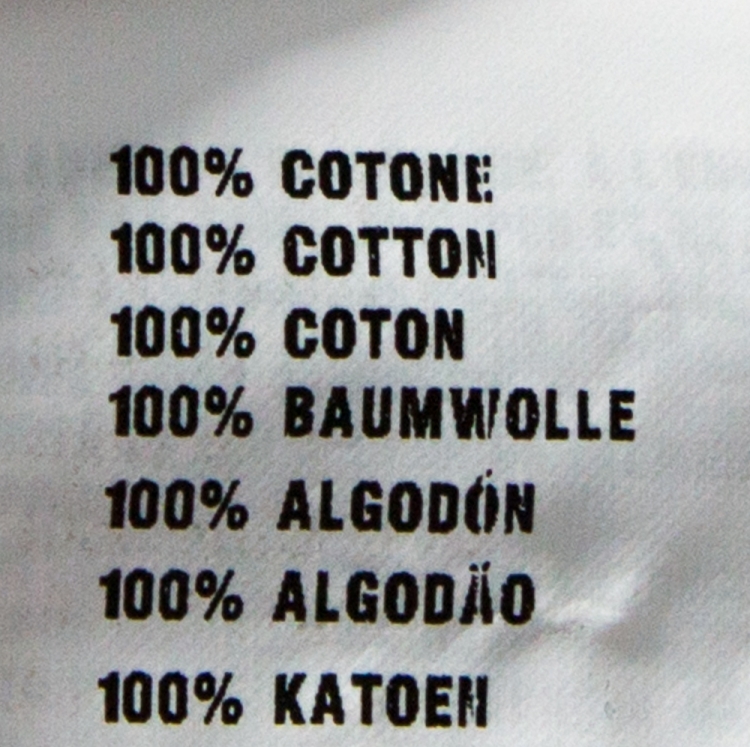 100% COTONE
100% COTTON
100% COTON
100% BAUMWOLLE
100% ALGODÓN
100% ALGODÃO
100% KATOEN